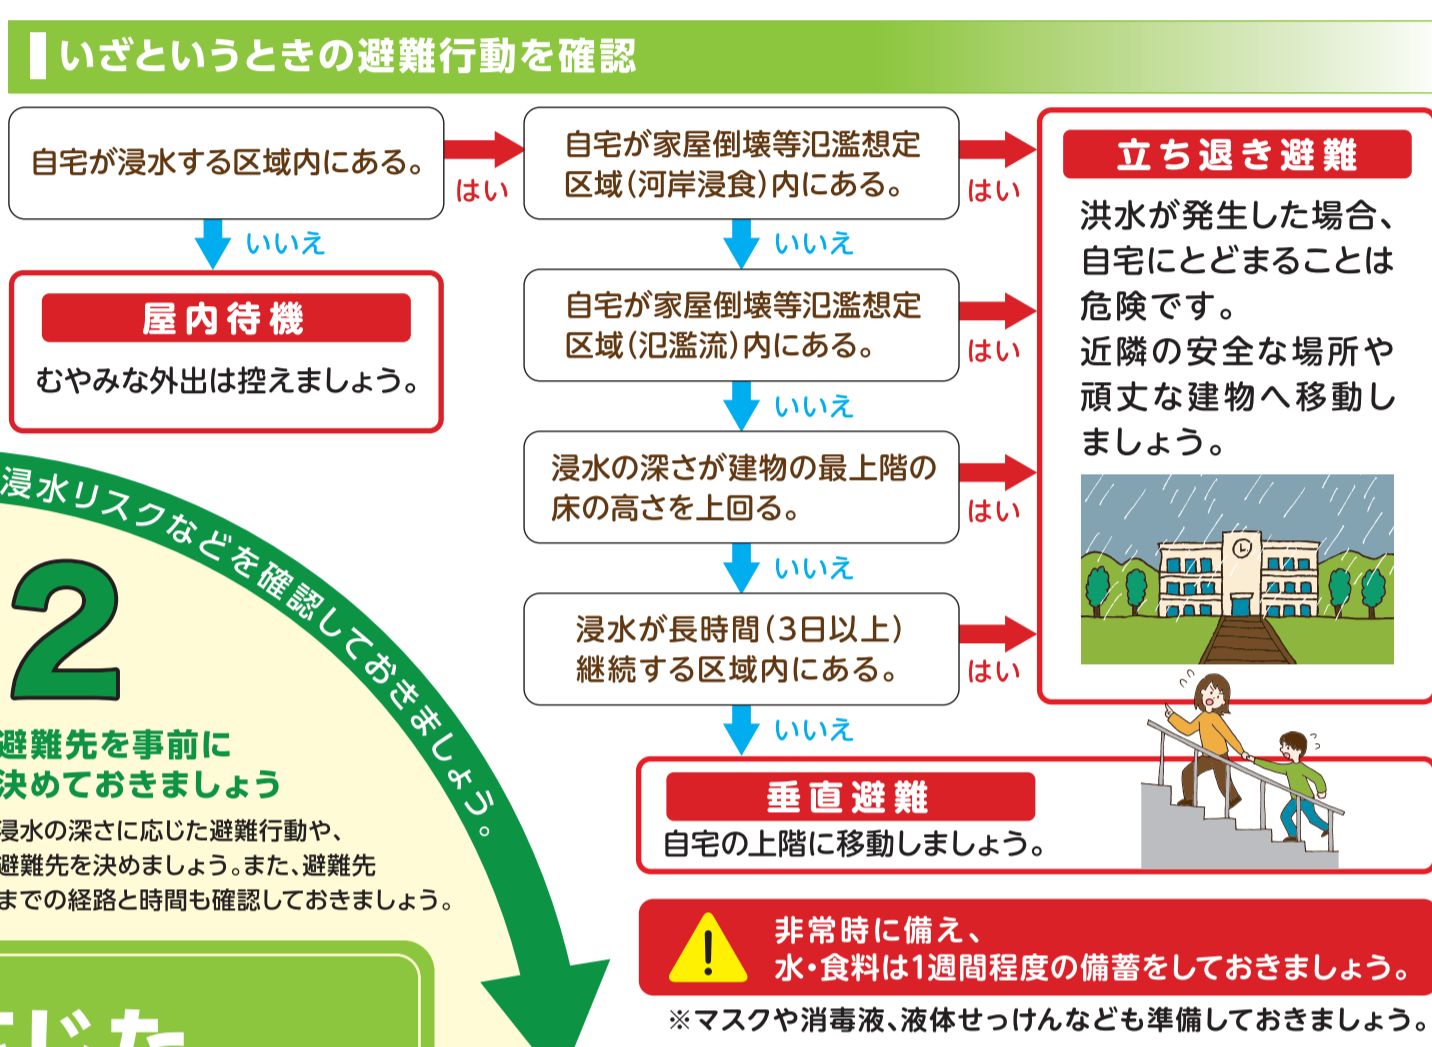 いざというときの避難行動を確認
自宅が浸水する区域内にある。
はい
いいえ
屋内待機
むやみな外出は控えましょう。
自宅が家屋倒壊等氾濫想定
区域(河岸浸食)内にある。
はい
いいえ
自宅が家屋倒壊等氾濫想定
区域(氾濫流)内にある。
はい
いいえ
浸水の深さが建物の最上階の
床の高さを上回る。
はい
いいえ
浸水が長時間(3日以上)
継続する区域内にある。
はい
いいえ
立ち退き避難
洪水が発生した場合、
自宅にとどまることは
危険です。
近隣の安全な場所や
頑丈な建物へ移動し
ましょう。
垂直避難
自宅の上階に移動しましょう。
非常時に備え、
水・食料は1週間程度の備蓄をしておきましょう。
※マスクや消毒液、液体せっけんなども準備しておきましょう。
浸水リスクなどを確認しておきましょう。
2
避難先を事前に
決めておきましょう
浸水の深さに応じた避難行動や、
避難先を決めましょう。また、避難先
までの経路と時間も確認しておきましょう。
じた